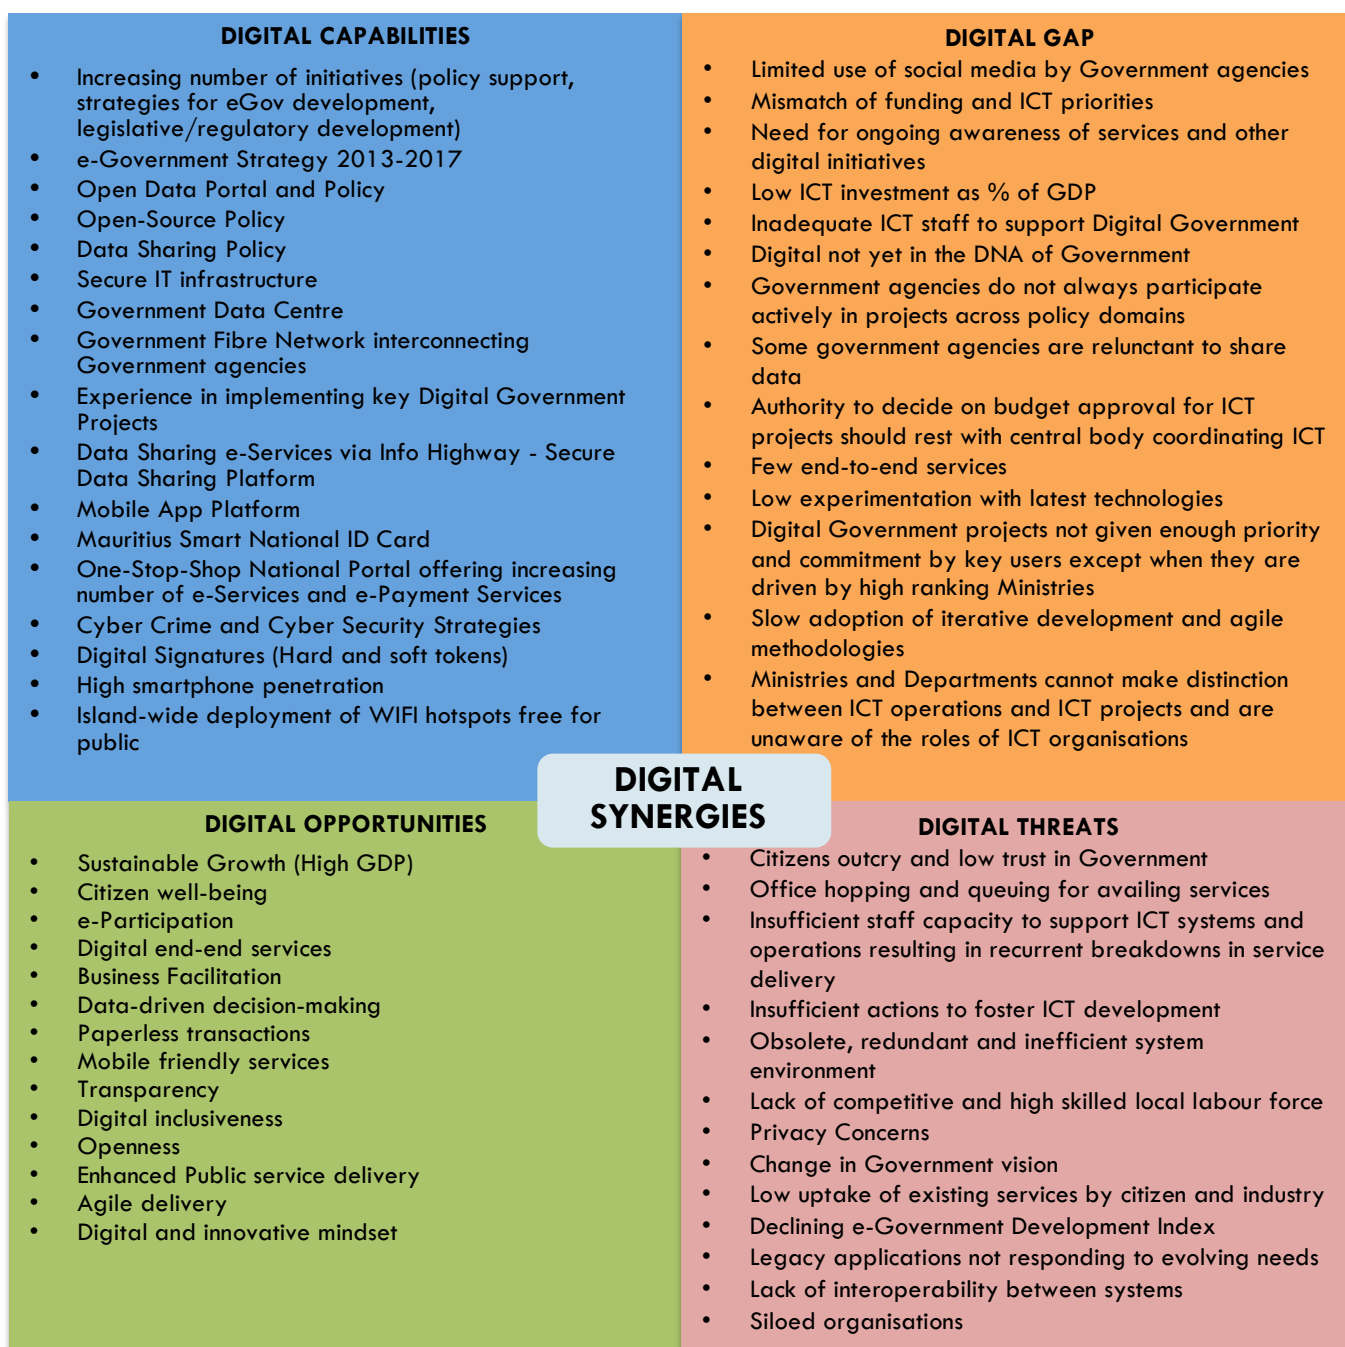 DIGITAL CAPABILITIES
• Increasing number of initiatives (policy support,
strategies for eGov development,
legislative/regulatory development)
• e-Government Strategy 2013-2017
• Open Data Portal and Policy
• Open-Source Policy
• Data Sharing Policy
• Secure IT infrastructure
• Government Data Centre
• Government Fibre Network interconnecting
Government agencies
• Experience in implementing key Digital Government
Projects
• Data Sharing e-Services via Info Highway - Secure
Data Sharing Platform
• Mobile App Platform
• Mauritius Smart National ID Card
• One-Stop-Shop National Portal offering increasing
number of e-Services and e-Payment Services
• Cyber Crime and Cyber Security Strategies
• Digital Signatures (Hard and soft tokens)
• High smartphone penetration
• Island-wide deployment of WIFI hotspots free for
public
DIGITAL GAP
• Limited use of social media by Government agencies
• Mismatch of funding and ICT priorities
• Need for ongoing awareness of services and other
digital initiatives
• Low ICT investment as % of GDP
• Inadequate ICT staff to support Digital Government
• Digital not yet in the DNA of Government
• Government agencies do not always participate
actively in projects across policy domains
• Some government agencies are relunctant to share
data
• Authority to decide on budget approval for ICT
projects should rest with central body coordinating ICT
• Few end-to-end services
• Low experimentation with latest technologies
• Digital Government projects not given enough priority
and commitment by key users except when they are
driven by high ranking Ministries
• Slow adoption of iterative development and agile
methodologies
• Ministries and Departments cannot make distinction
between ICT operations and ICT projects and are
unaware of the roles of ICT organisations
DIGITAL
SYNERGIES
DIGITAL OPPORTUNITIES
• Sustainable Growth (High GDP)
• Citizen well-being
• e-Participation
• Digital end-end services
• Business Facilitation
• Data-driven decision-making
• Paperless transactions
• Mobile friendly services
• Transparency
• Digital inclusiveness
• Openness
• Enhanced Public service delivery
• Agile delivery
• Digital and innovative mindset
DIGITAL THREATS
• Citizens outcry and low trust in Government
• Office hopping and queuing for availing services
• Insufficient staff capacity to support ICT systems and
operations resulting in recurrent breakdowns in service
delivery
• Insufficient actions to foster ICT development
• Obsolete, redundant and inefficient system
environment
• Lack of competitive and high skilled local labour force
• Privacy Concerns
• Change in Government vision
• Low uptake of existing services by citizen and industry
• Declining e-Government Development Index
• Legacy applications not responding to evolving needs
• Lack of interoperability between systems
• Siloed organisations